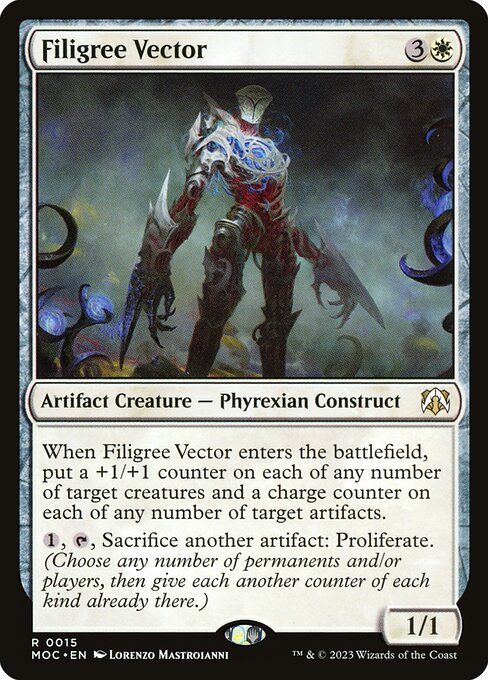 Filigree Vector 3
Artifact Creature — Phyrexian Construct
When Filigree Vector enters the battlefield,
put a +1/+1 counter on each of any number
of target creatures and a charge counter on
each of any number of target artifacts.
1, , Sacrifice another artifact: Proliferate.
(Choose any number of permanents and/or
players, then give each another counter of each
kind already there.)
1/1
R 0015
MOC • EN Lorenzo Mastroianni
™ & © 2023 Wizards of the Coast